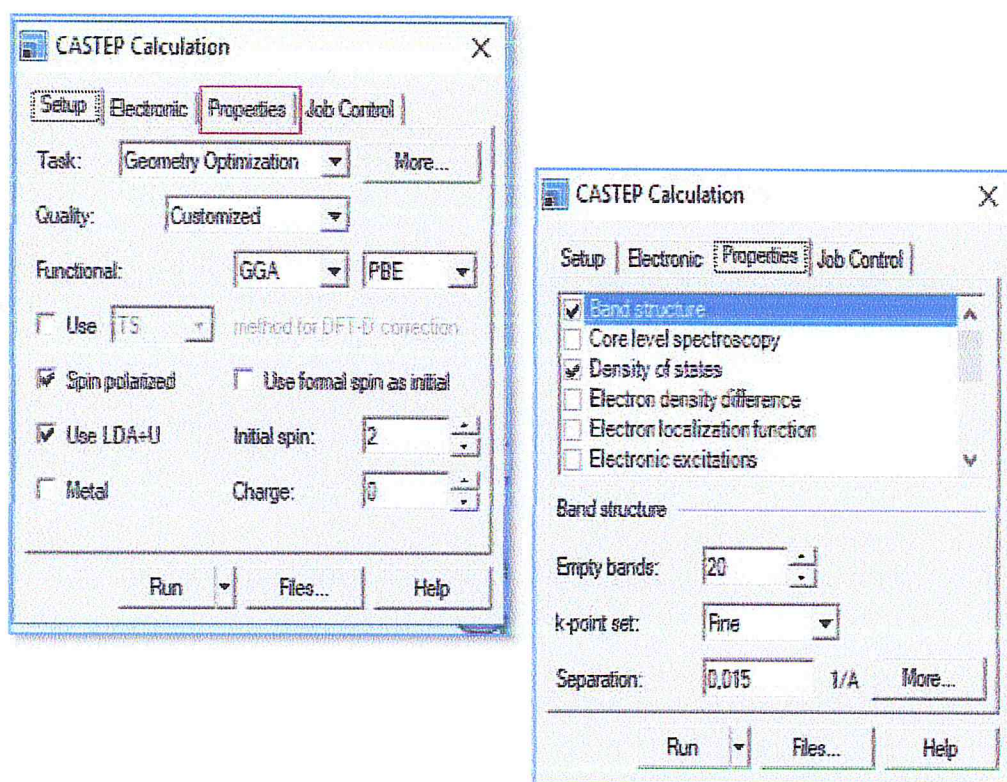 CASTEP Calculation
Setup Electronic Properties Job Control
Task: Geometry Optimization More...
Quality: Customized
Functional: GGA PBE
Use TS method for DFT-D correction
Spin polarized Use formal spin as initial
Use LDA+U Initial spin: 2
Metal Charge: 0
Run Files... Help
CASTEP Calculation
Setup Electronic Properties Job Control
Band structure
Core level spectroscopy
Density of states
Electron density difference
Electron localization function
Electronic excitations
Band structure
Empty bands: 20
k-point set: Fine
Separation: 0.015 1/A More...
Run Files... Help